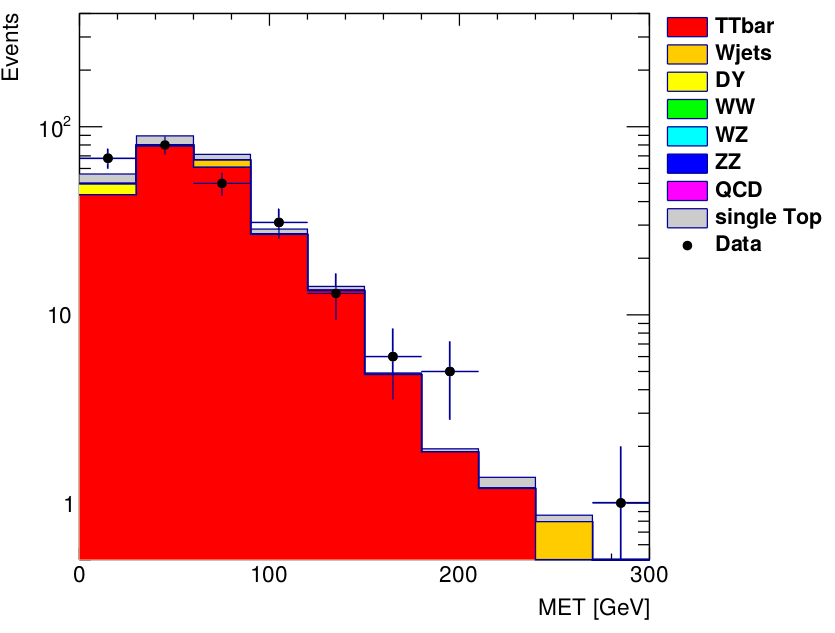 Events
10²
10
1
0
100
200
300
MET [GeV]
TTbar
Wjets
DY
WW
WZ
ZZ
QCD
single Top
Data